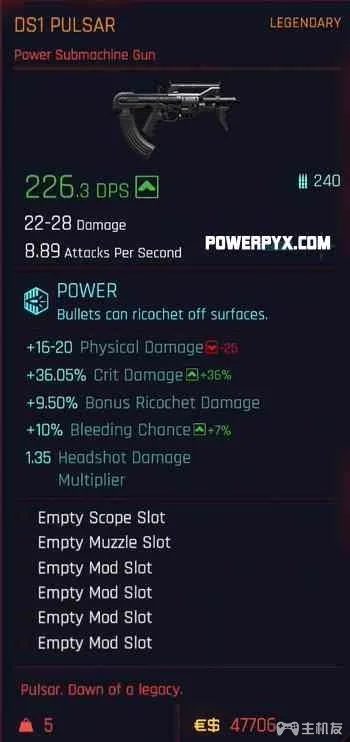 DS1 PULSAR LEGENDARY
Power Submachine Gun
226.3 DPS 240
22-28 Damage
8.89 Attacks Per Second
POWERPYX.COM
POWER
Bullets can ricochet off surfaces.
+16-20 Physical Damage -25
+36.05% Crit Damage +36%
+9.50% Bonus Ricochet Damage
+10% Bleeding Chance +7%
1.35 Headshot Damage
Multiplier
Empty Scope Slot
Empty Muzzle Slot
Empty Mod Slot
Empty Mod Slot
Empty Mod Slot
Empty Mod Slot
Pulsar. Dawn of a legacy.
5 €$ 47706
主机友